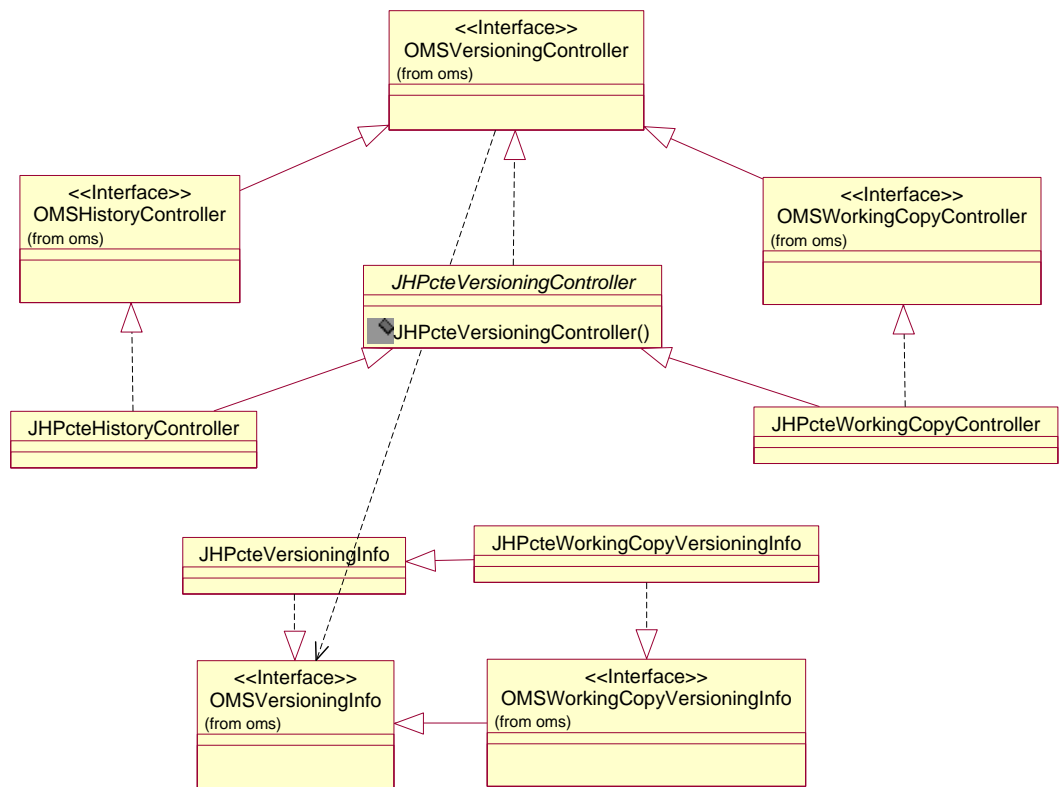 <<Interface>>
OMSVersioningController
(from oms)
<<Interface>>
OMSHistoryController
(from oms)
<<Interface>>
OMSWorkingCopyController
(from oms)
JHPcteVersioningController
JHPcteVersioningController()
JHPcteHistoryController
JHPcteWorkingCopyController
JHPcteVersioningInfo
JHPcteWorkingCopyVersioningInfo
<<Interface>>
OMSVersioningInfo
(from oms)
<<Interface>>
OMSWorkingCopyVersioningInfo
(from oms)